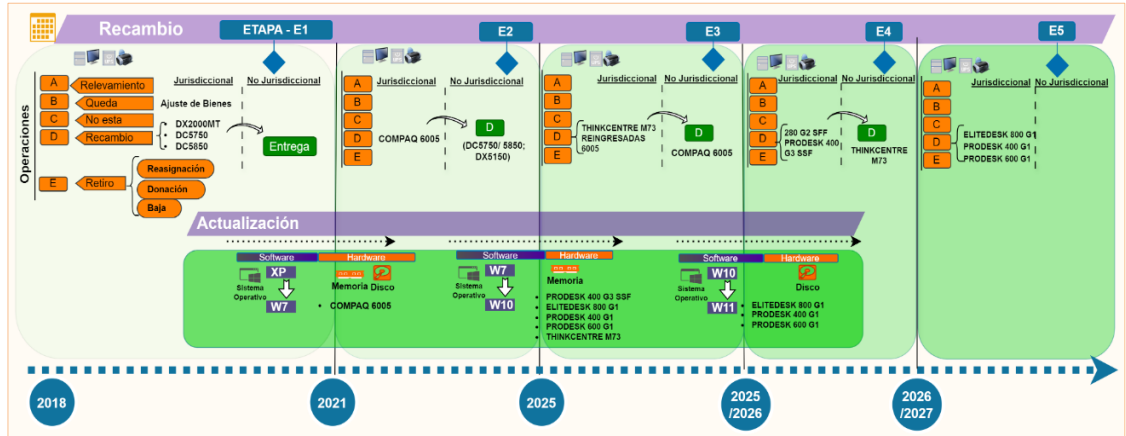 Recambio
ETAPA - E1
E2
E3
E4
E5
Operaciones
A
Relevamiento
B
Queda
C
No esta
D
Recambio
E
Retiro
Jurisdiccional
No Jurisdiccional
Ajuste de Bienes
• DX2000MT
• DC5750
• DC5850
Entrega
Reasignación
Donación
Baja
A
B
C
D
E
Jurisdiccional
No Jurisdiccional
COMPAQ 6005
D
(DC5750/ 5850;
DX5150)
A
B
C
D
E
Jurisdiccional
No Jurisdiccional
THINKCENTRE M73
REINGRESADAS
6005
D
COMPAQ 6005
A
B
C
D
E
Jurisdiccional
No Jurisdiccional
280 G2 SFF
PRODESK 400
G3 SSF
D
THINKCENTRE
M73
A
B
C
D
E
Jurisdiccional
No Jurisdiccional
ELITEDESK 800 G1
PRODESK 400 G1
PRODESK 600 G1
Actualización
Software
Hardware
Sistema
Operativo
XP
W7
Memoria Disco
• COMPAQ 6005
Software
Hardware
Sistema
Operativo
W7
W10
Memoria
• PRODESK 400 G3 SSF
• ELITEDESK 800 G1
• PRODESK 400 G1
• PRODESK 600 G1
• THINKCENTRE M73
Software
Hardware
Sistema
Operativo
W10
W11
Disco
• ELITEDESK 800 G1
• PRODESK 400 G1
• PRODESK 600 G1
2018
2021
2025
2025
/2026
2026
/2027